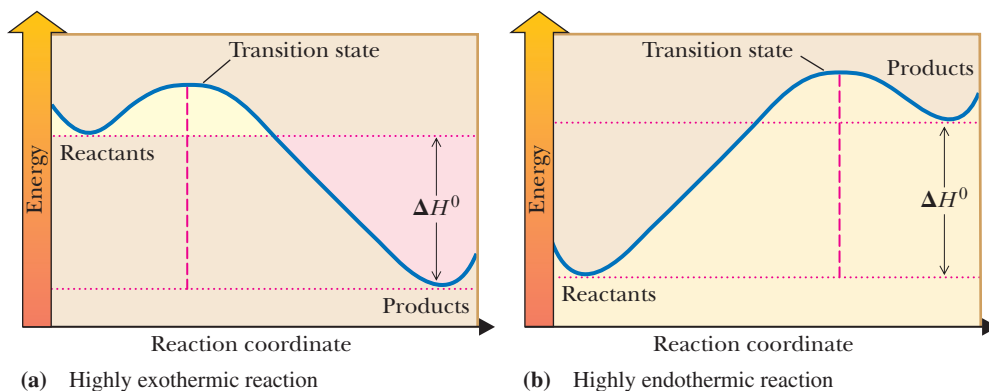 Energy
Transition state
Reactants
ΔH⁰
Products
Reaction coordinate
(a) Highly exothermic reaction
Energy
Transition state
Products
ΔH⁰
Reactants
Reaction coordinate
(b) Highly endothermic reaction